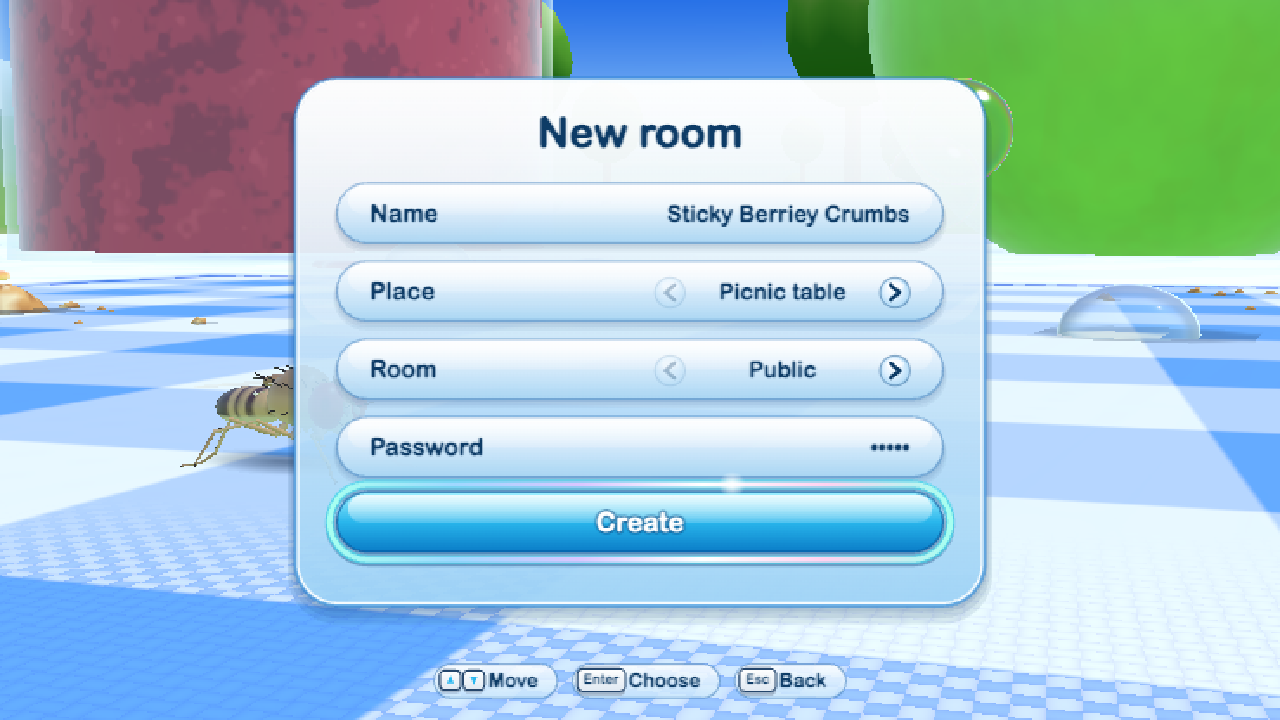 New room
Name Sticky Berriey Crumbs
Place < Picnic table >
Room < Public >
Password •••••
Create
▲ ▼ Move Enter Choose Esc Back